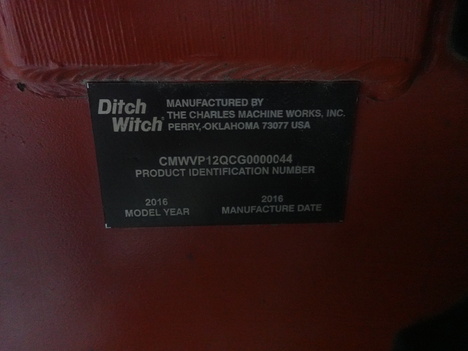 Ditch Witch®
MANUFACTURED BY
THE CHARLES MACHINE WORKS, INC.
PERRY, OKLAHOMA 73077 USA
CMWVP12QCG0000044
PRODUCT IDENTIFICATION NUMBER
2016
MODEL YEAR
2016
MANUFACTURE DATE